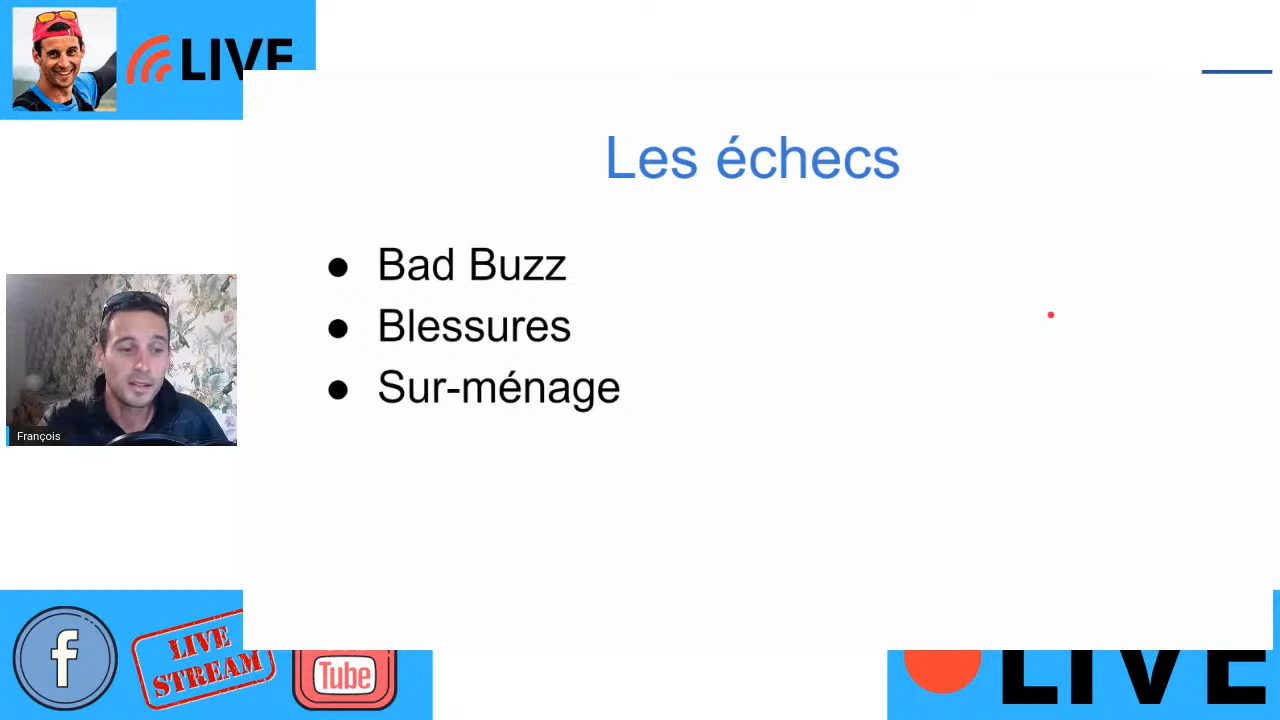 LIVE
Les échecs
● Bad Buzz
● Blessures
● Sur-ménage
François
f
LIVE
STREAM
Tube
LIVE